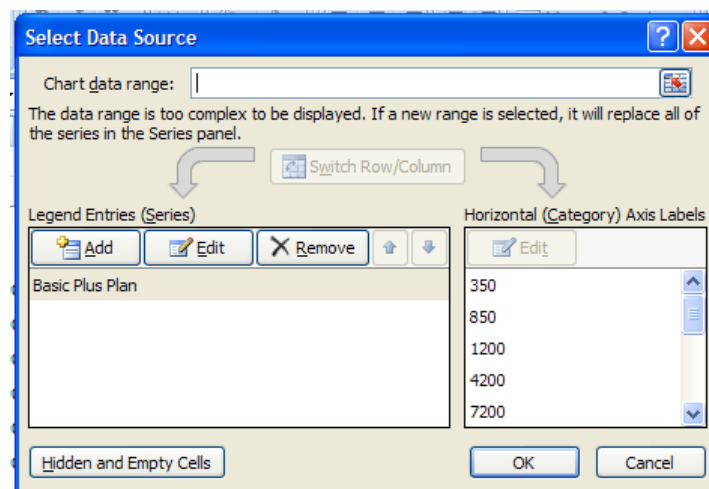 Select Data Source
Chart data range:
The data range is too complex to be displayed. If a new range is selected, it will replace all of
the series in the Series panel.
Switch Row/Column
Legend Entries (Series)
Horizontal (Category) Axis Labels
Add
Edit
Remove
Edit
Basic Plus Plan
350
850
1200
4200
7200
Hidden and Empty Cells
OK
Cancel